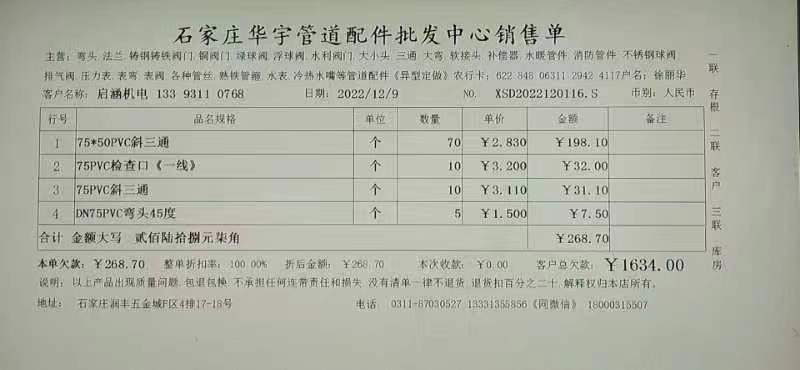 石家庄华宇管道配件批发中心销售单
主营: 弯头 法兰 铸钢铸铁阀门 铜阀门 绿球阀 浮球阀 水利阀门 大小头 三通 大弯 软接头 补偿器 水暖管件 消防管件 不锈钢球阀
排气阀 压力表 表弯 表阀 各种管丝 熟铁管箍 水表 冷热水嘴等管道配件《异型定做》农行卡: 622 848 06311 2942 4117户名: 徐丽华
客户名称: 启涵机电 133 9311 0768 日期: 2022/12/9 NO. XSD2022120116.S 币别: 人民币
行号 品名规格 单位 数量 单价 金额 备注
1 75*50PVC斜三通 个 70 ￥2.830 ￥198.10
2 75PVC检查口《一线》 个 10 ￥3.200 ￥32.00
3 75PVC斜三通 个 10 ￥3.110 ￥31.10
4 DN75PVC弯头45度 个 5 ￥1.500 ￥7.50
合计 金额大写 贰佰陆拾捌元柒角 ￥268.70
本单欠款: ￥268.70 整单折扣率: 100.00% 折后金额: ￥268.70 本次收款: ￥0.00 客户总欠款: ￥1634.00
说明: 以上产品出现质量问题.包退包换.不承担任何连带责任和损失.没有清单一律不退货.退货扣百分之二十.解释权归本店所有.
地址: 石家庄润丰五金城F区4排17-18号 电话 0311-87030527 13331355856《同微信》 18000315507
一联 存根 二联 客户 三联 库房